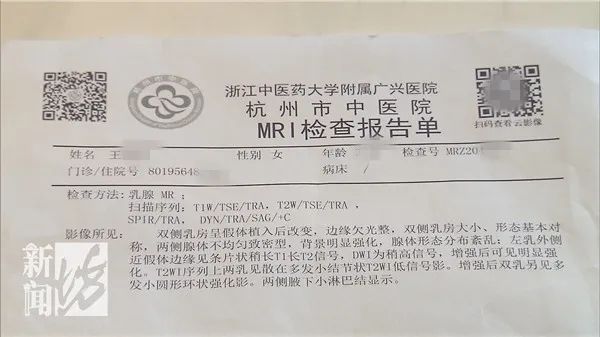 浙江中医药大学附属广兴医院
杭州市中医院
MRI检查报告单
扫码查看云影像
姓名 王 性别 女 年龄 检查号 MRZ20
门诊/住院号 80195648 病床 /
检查方法: 乳腺 MR ;
扫描序列: T1W/TSE/TRA, T2W/TSE/TRA ,
SPIR/TRA, DYN/TRA/SAG/+C
影像所见: 双侧乳房呈假体植入后改变, 边缘欠光整, 双侧乳房大小、形态基本对
称, 两侧腺体不均匀致密型, 背景明显强化, 腺体形态分布紊乱; 左乳外侧
近假体边缘见条片状稍长T1长T2信号, DWI为稍高信号, 增强后可见明显强
化。T2WI序列上两乳见散在多发小结节状T2WI低信号影。增强后双乳另见多
发小圆形环状强化影。两侧腋下小淋巴结显示。
新闻坊